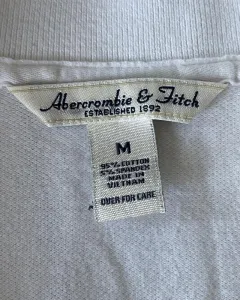 Abercrombie & Fitch
ESTABLISHED 1892
M
95% COTTON
5% SPANDEX
MADE IN
VIETNAM
OVER FOR CARE